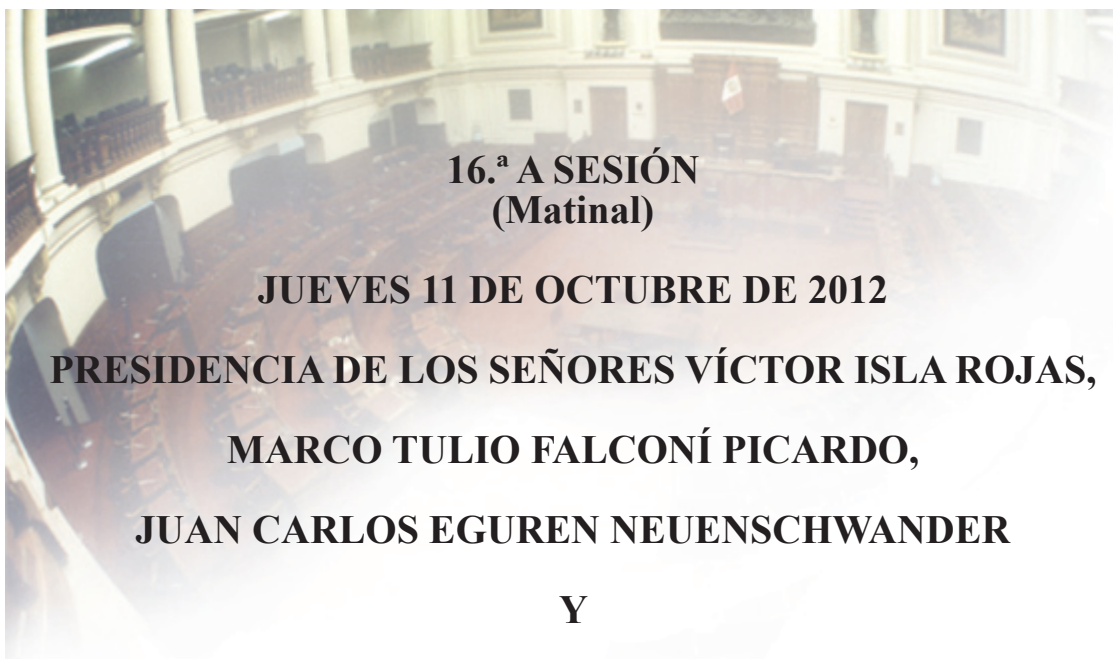 16.ª A SESIÓN
(Matinal)
JUEVES 11 DE OCTUBRE DE 2012
PRESIDENCIA DE LOS SEÑORES VÍCTOR ISLA ROJAS,
MARCO TULIO FALCONÍ PICARDO,
JUAN CARLOS EGUREN NEUENSCHWANDER
Y